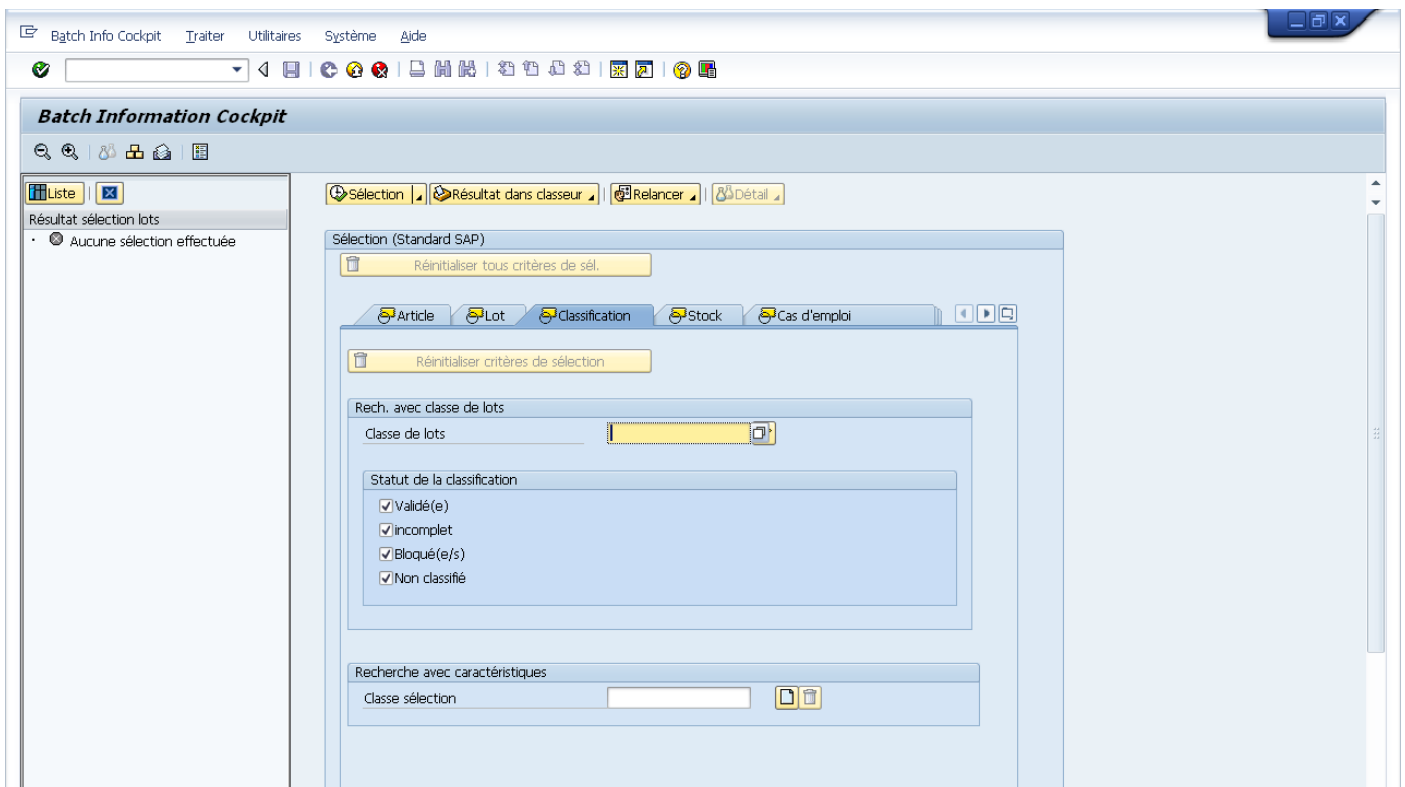 Batch Info Cockpit Traiter Utilitaires Système Aide
Batch Information Cockpit
Liste
Résultat sélection lots
Aucune sélection effectuée
Sélection Résultat dans classeur Relancer Détail
Sélection (Standard SAP)
Réinitialiser tous critères de sél.
Article Lot Classification Stock Cas d'emploi
Réinitialiser critères de sélection
Rech. avec classe de lots
Classe de lots
Statut de la classification
Validé(e)
incomplet
Bloqué(e/s)
Non classifié
Recherche avec caractéristiques
Classe sélection